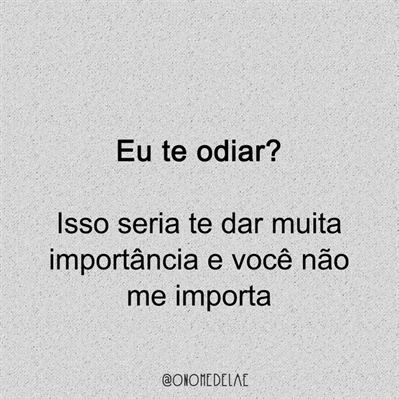 Eu te odiar?
Isso seria te dar muita
importância e você não
me importa
@ONOMEDELAE